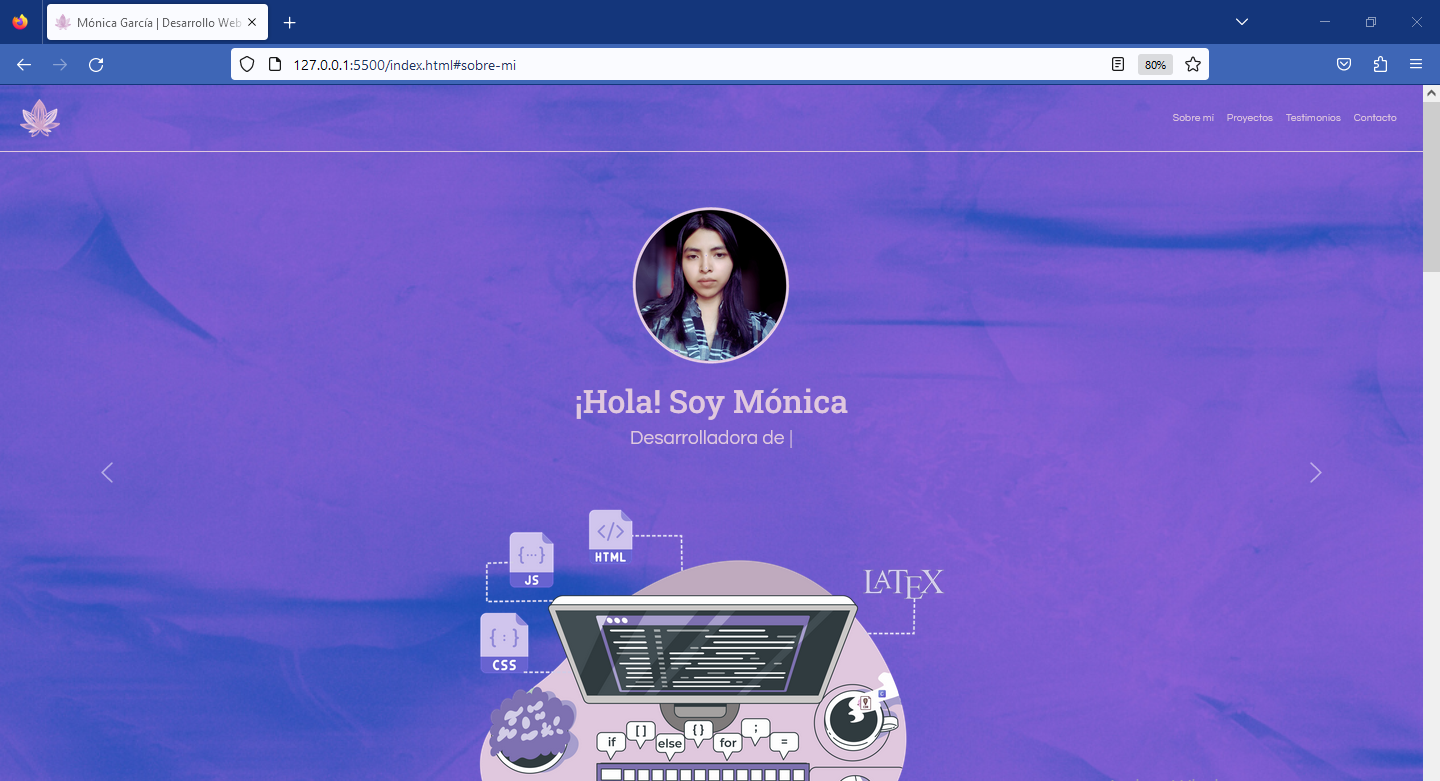 Mónica García | Desarrollo Web
127.0.0.1:5500/index.html#sobre-mi
80%
Sobre mí Proyectos Testimonios Contacto
¡Hola! Soy Mónica
Desarrolladora de |
</> HTML
{...} JS
LATEX
{ : } CSS
if [ ] else { } for ; =